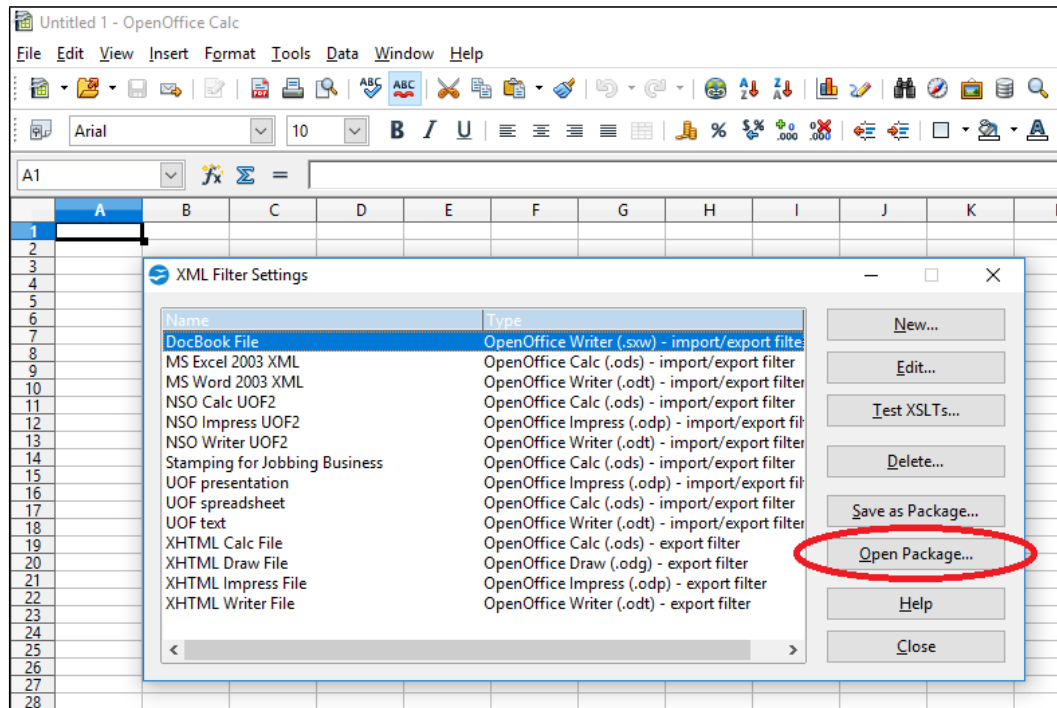 Untitled 1 - OpenOffice Calc
File Edit View Insert Format Tools Data Window Help
Arial 10 B I U
A1
A B C D E F G H I J K
1
2
3
4
5
6
7
8
9
10
11
12
13
14
15
16
17
18
19
20
21
22
23
24
25
26
27
28
XML Filter Settings
Name Type
DocBook File OpenOffice Writer (.sxw) - import/export filte
MS Excel 2003 XML OpenOffice Calc (.ods) - import/export filter
MS Word 2003 XML OpenOffice Writer (.odt) - import/export filter
NSO Calc UOF2 OpenOffice Calc (.ods) - import/export filter
NSO Impress UOF2 OpenOffice Impress (.odp) - import/export fil
NSO Writer UOF2 OpenOffice Writer (.odt) - import/export filter
Stamping for Jobbing Business OpenOffice Calc (.ods) - import/export filter
UOF presentation OpenOffice Impress (.odp) - import/export fil
UOF spreadsheet OpenOffice Calc (.ods) - import/export filter
UOF text OpenOffice Writer (.odt) - import/export filter
XHTML Calc File OpenOffice Calc (.ods) - export filter
XHTML Draw File OpenOffice Draw (.odg) - export filter
XHTML Impress File OpenOffice Impress (.odp) - export filter
XHTML Writer File OpenOffice Writer (.odt) - export filter
New...
Edit...
Test XSLTs...
Delete...
Save as Package...
Open Package...
Help
Close